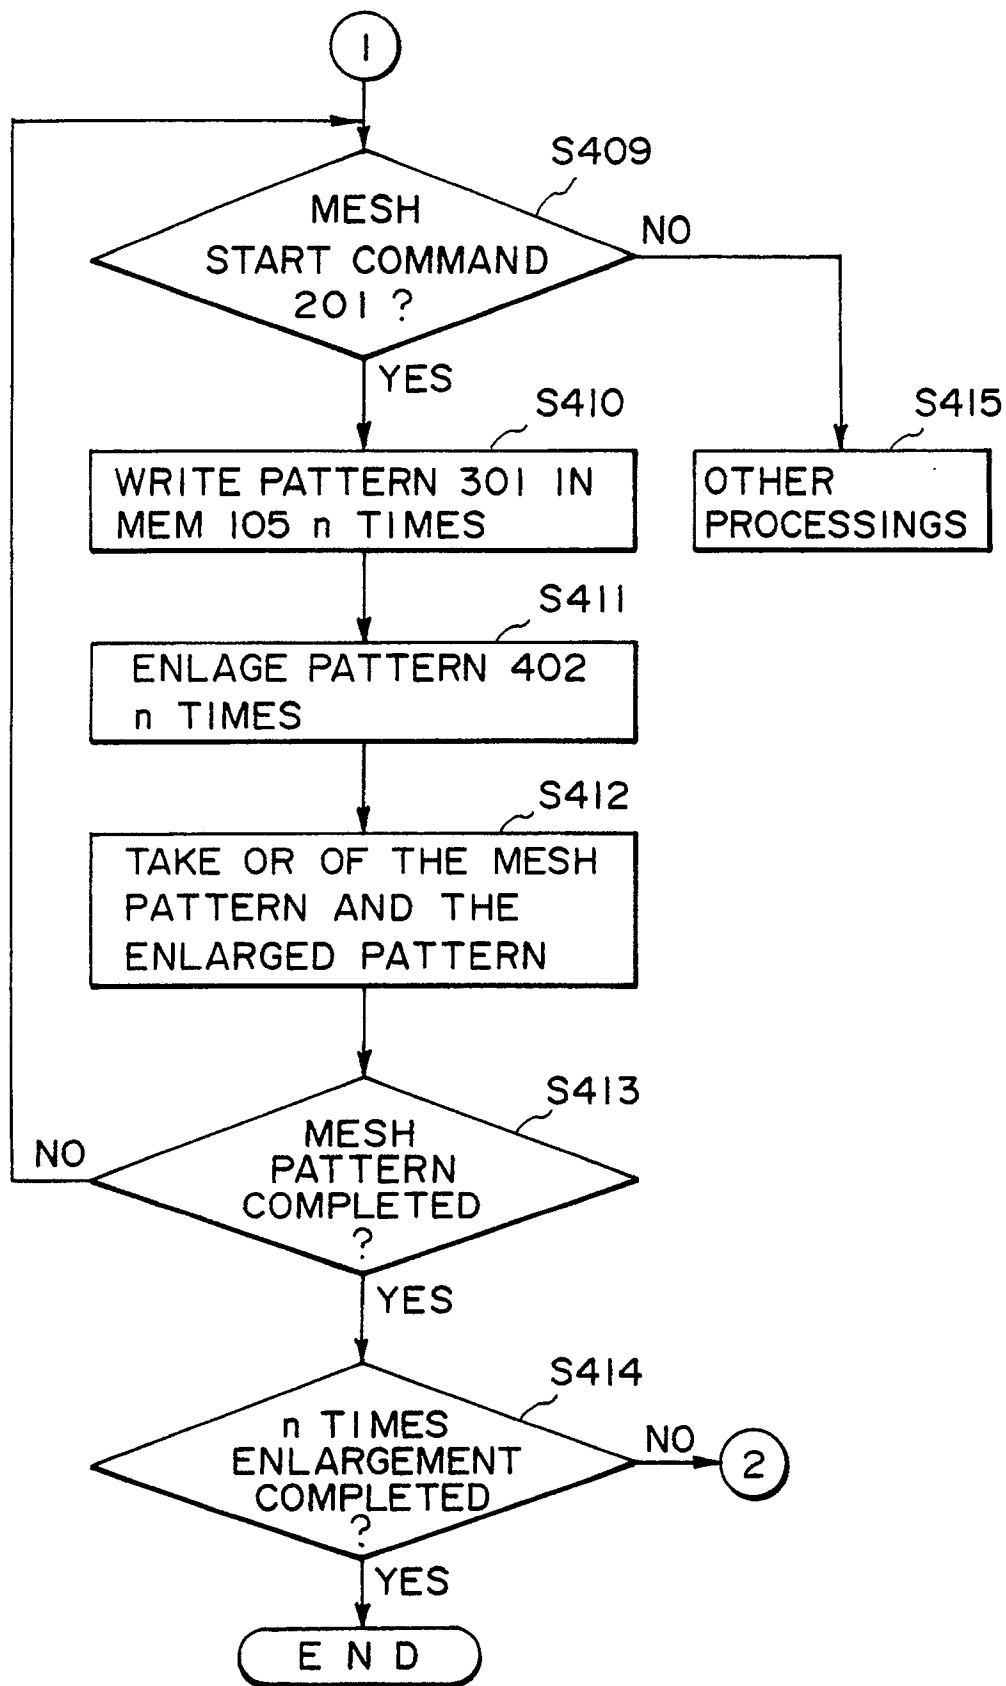 1
S409
MESH
START COMMAND
201 ?
NO
YES
S410
WRITE PATTERN 301 IN
MEM 105 n TIMES
S415
OTHER
PROCESSINGS
S411
ENLAGE PATTERN 402
n TIMES
S412
TAKE OR OF THE MESH
PATTERN AND THE
ENLARGED PATTERN
S413
MESH
PATTERN
COMPLETED
?
NO
YES
S414
n TIMES
ENLARGEMENT
COMPLETED
?
NO
2
YES
END